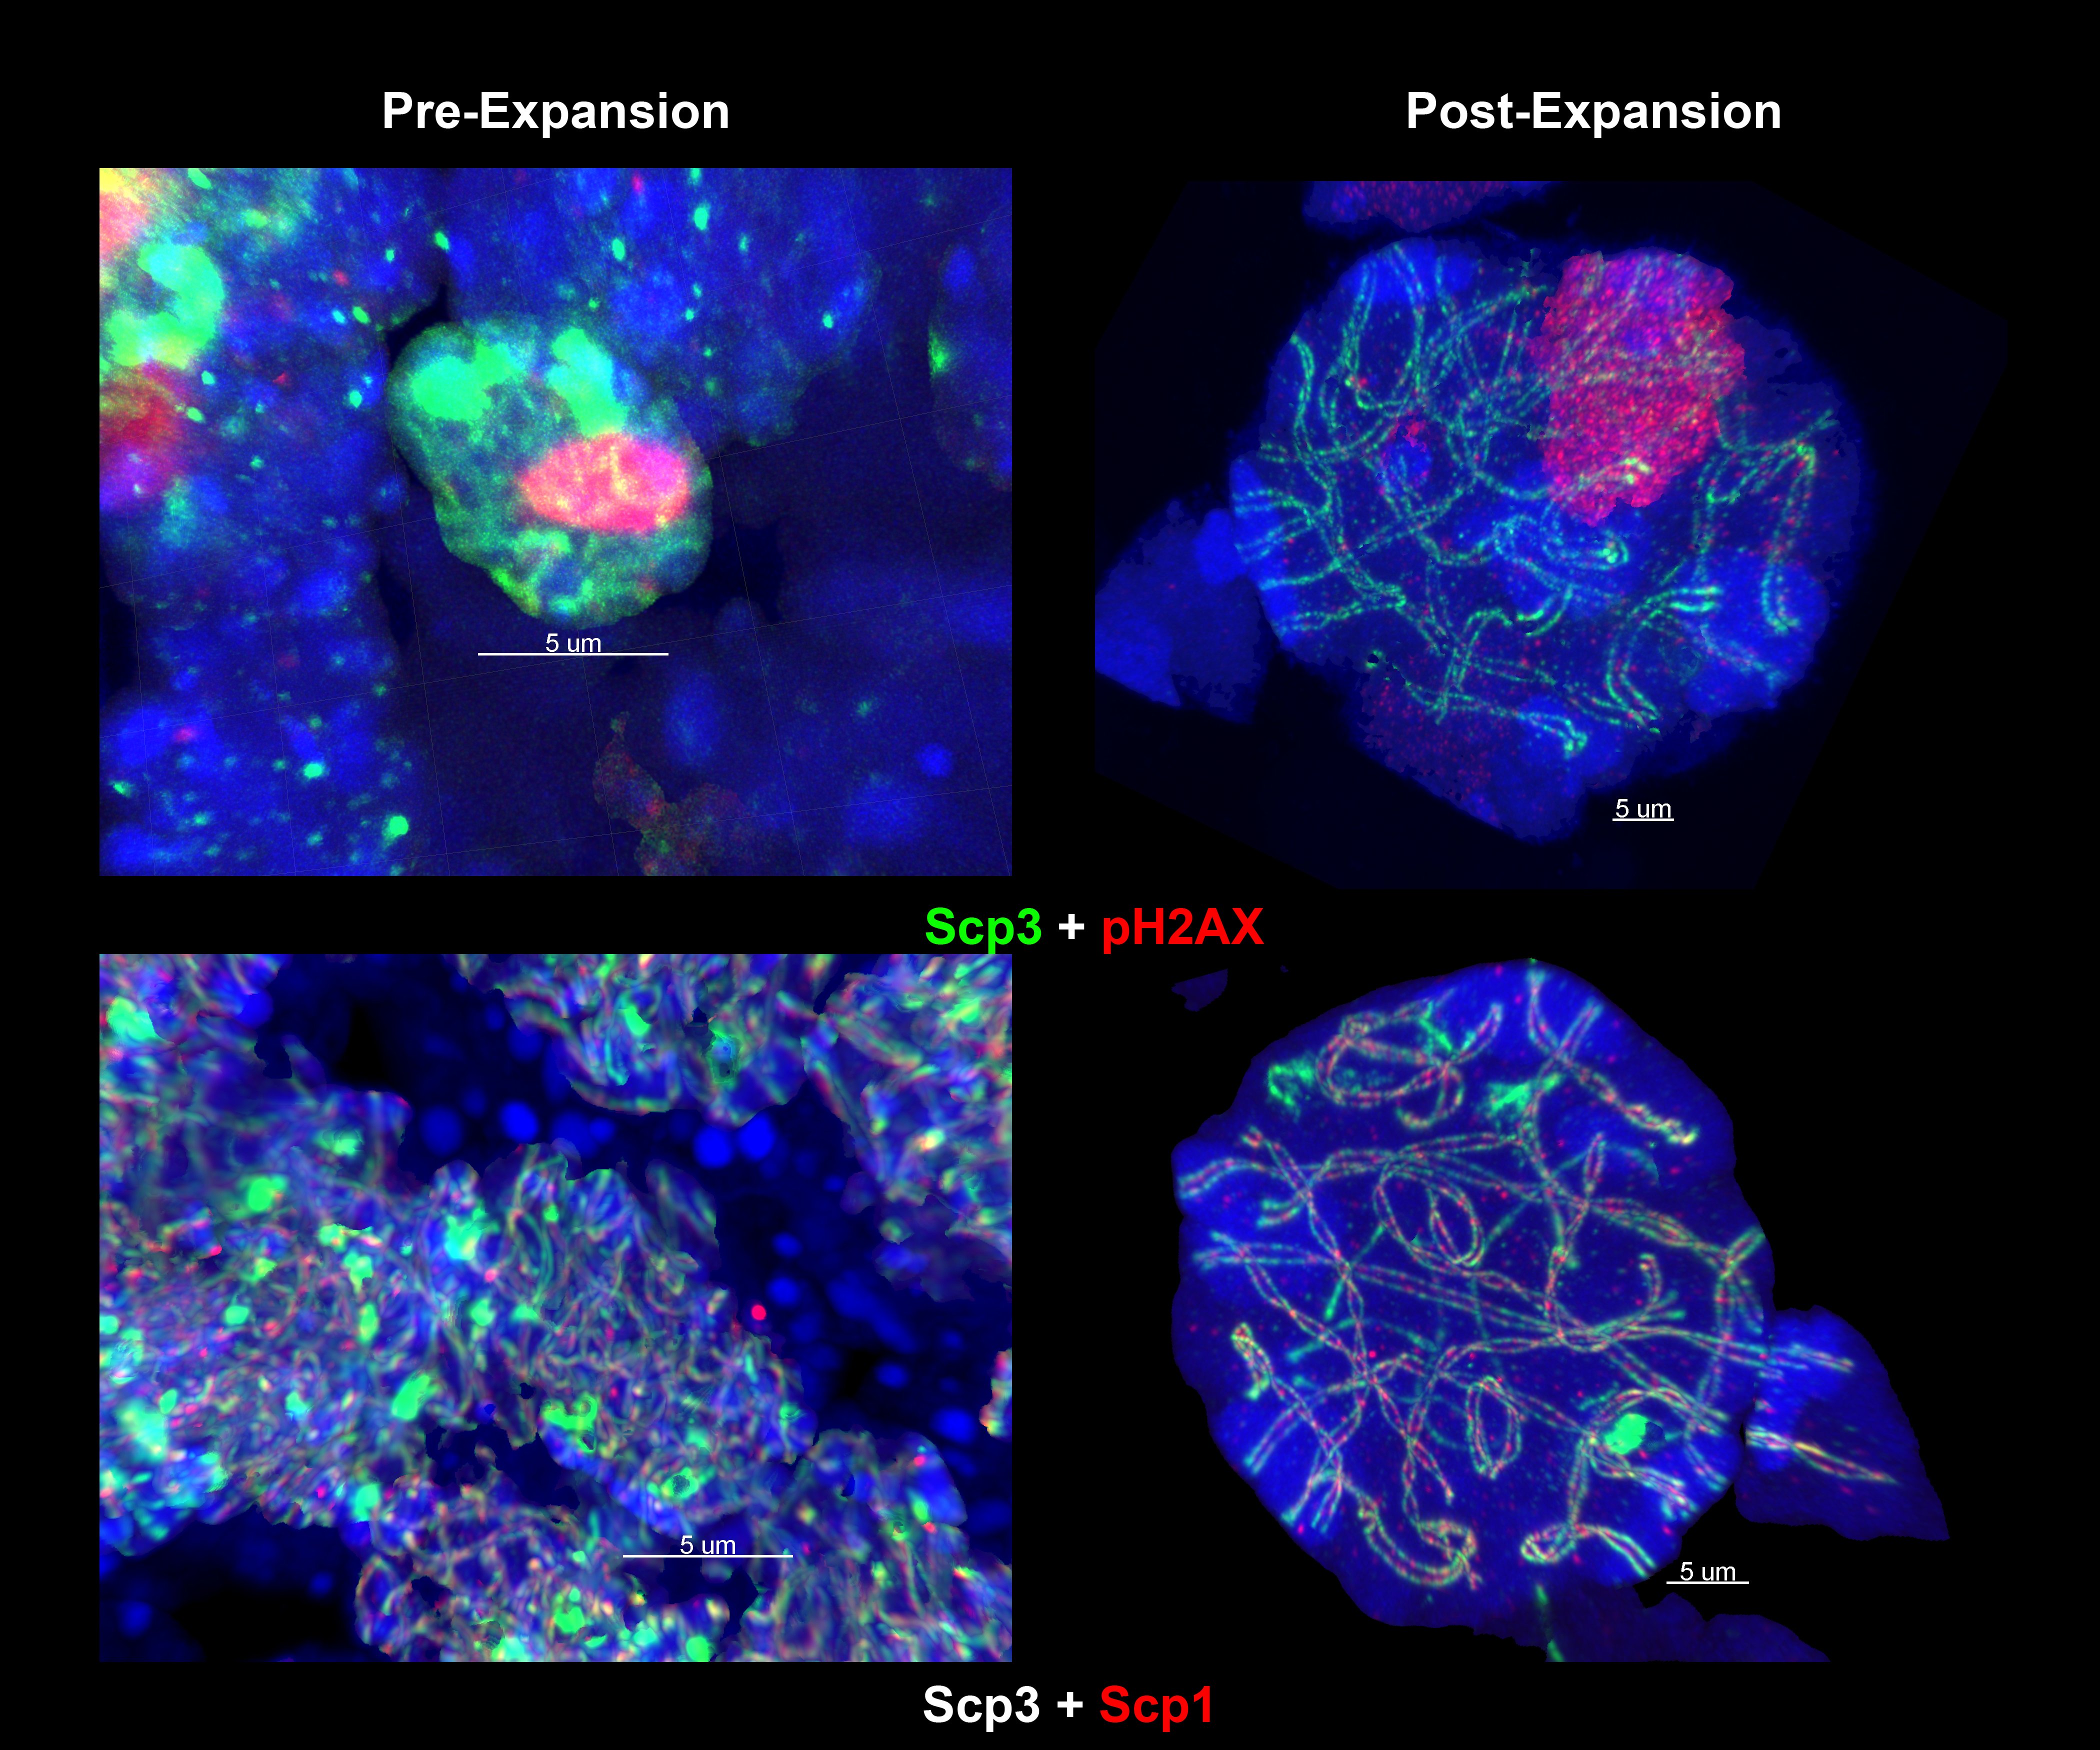 Pre-Expansion
Post-Expansion
5 um
5 um
Scp3 + pH2AX
5 um
5 um
Scp3 + Scp1